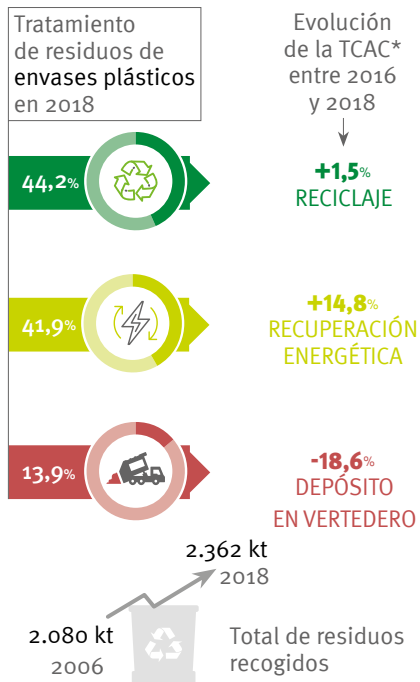 Tratamiento
de residuos de
envases plásticos
en 2018
Evolución
de la TCAC*
entre 2016
y 2018
44,2%
+1,5%
RECICLAJE
41,9%
+14,8%
RECUPERACIÓN
ENERGÉTICA
13,9%
-18,6%
DEPÓSITO
EN VERTEDERO
2.362 kt
2018
2.080 kt
2006
Total de residuos
recogidos